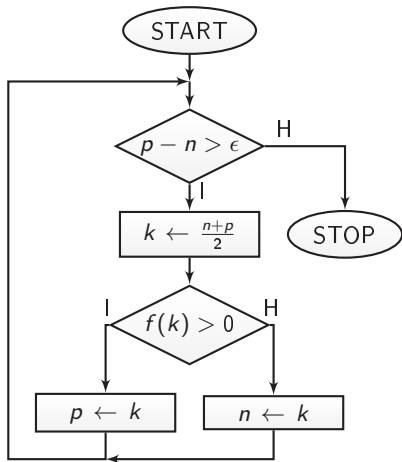 START
p − n > ϵ
H
I
k ← n+p/2
STOP
I
f(k) > 0
H
p ← k
n ← k